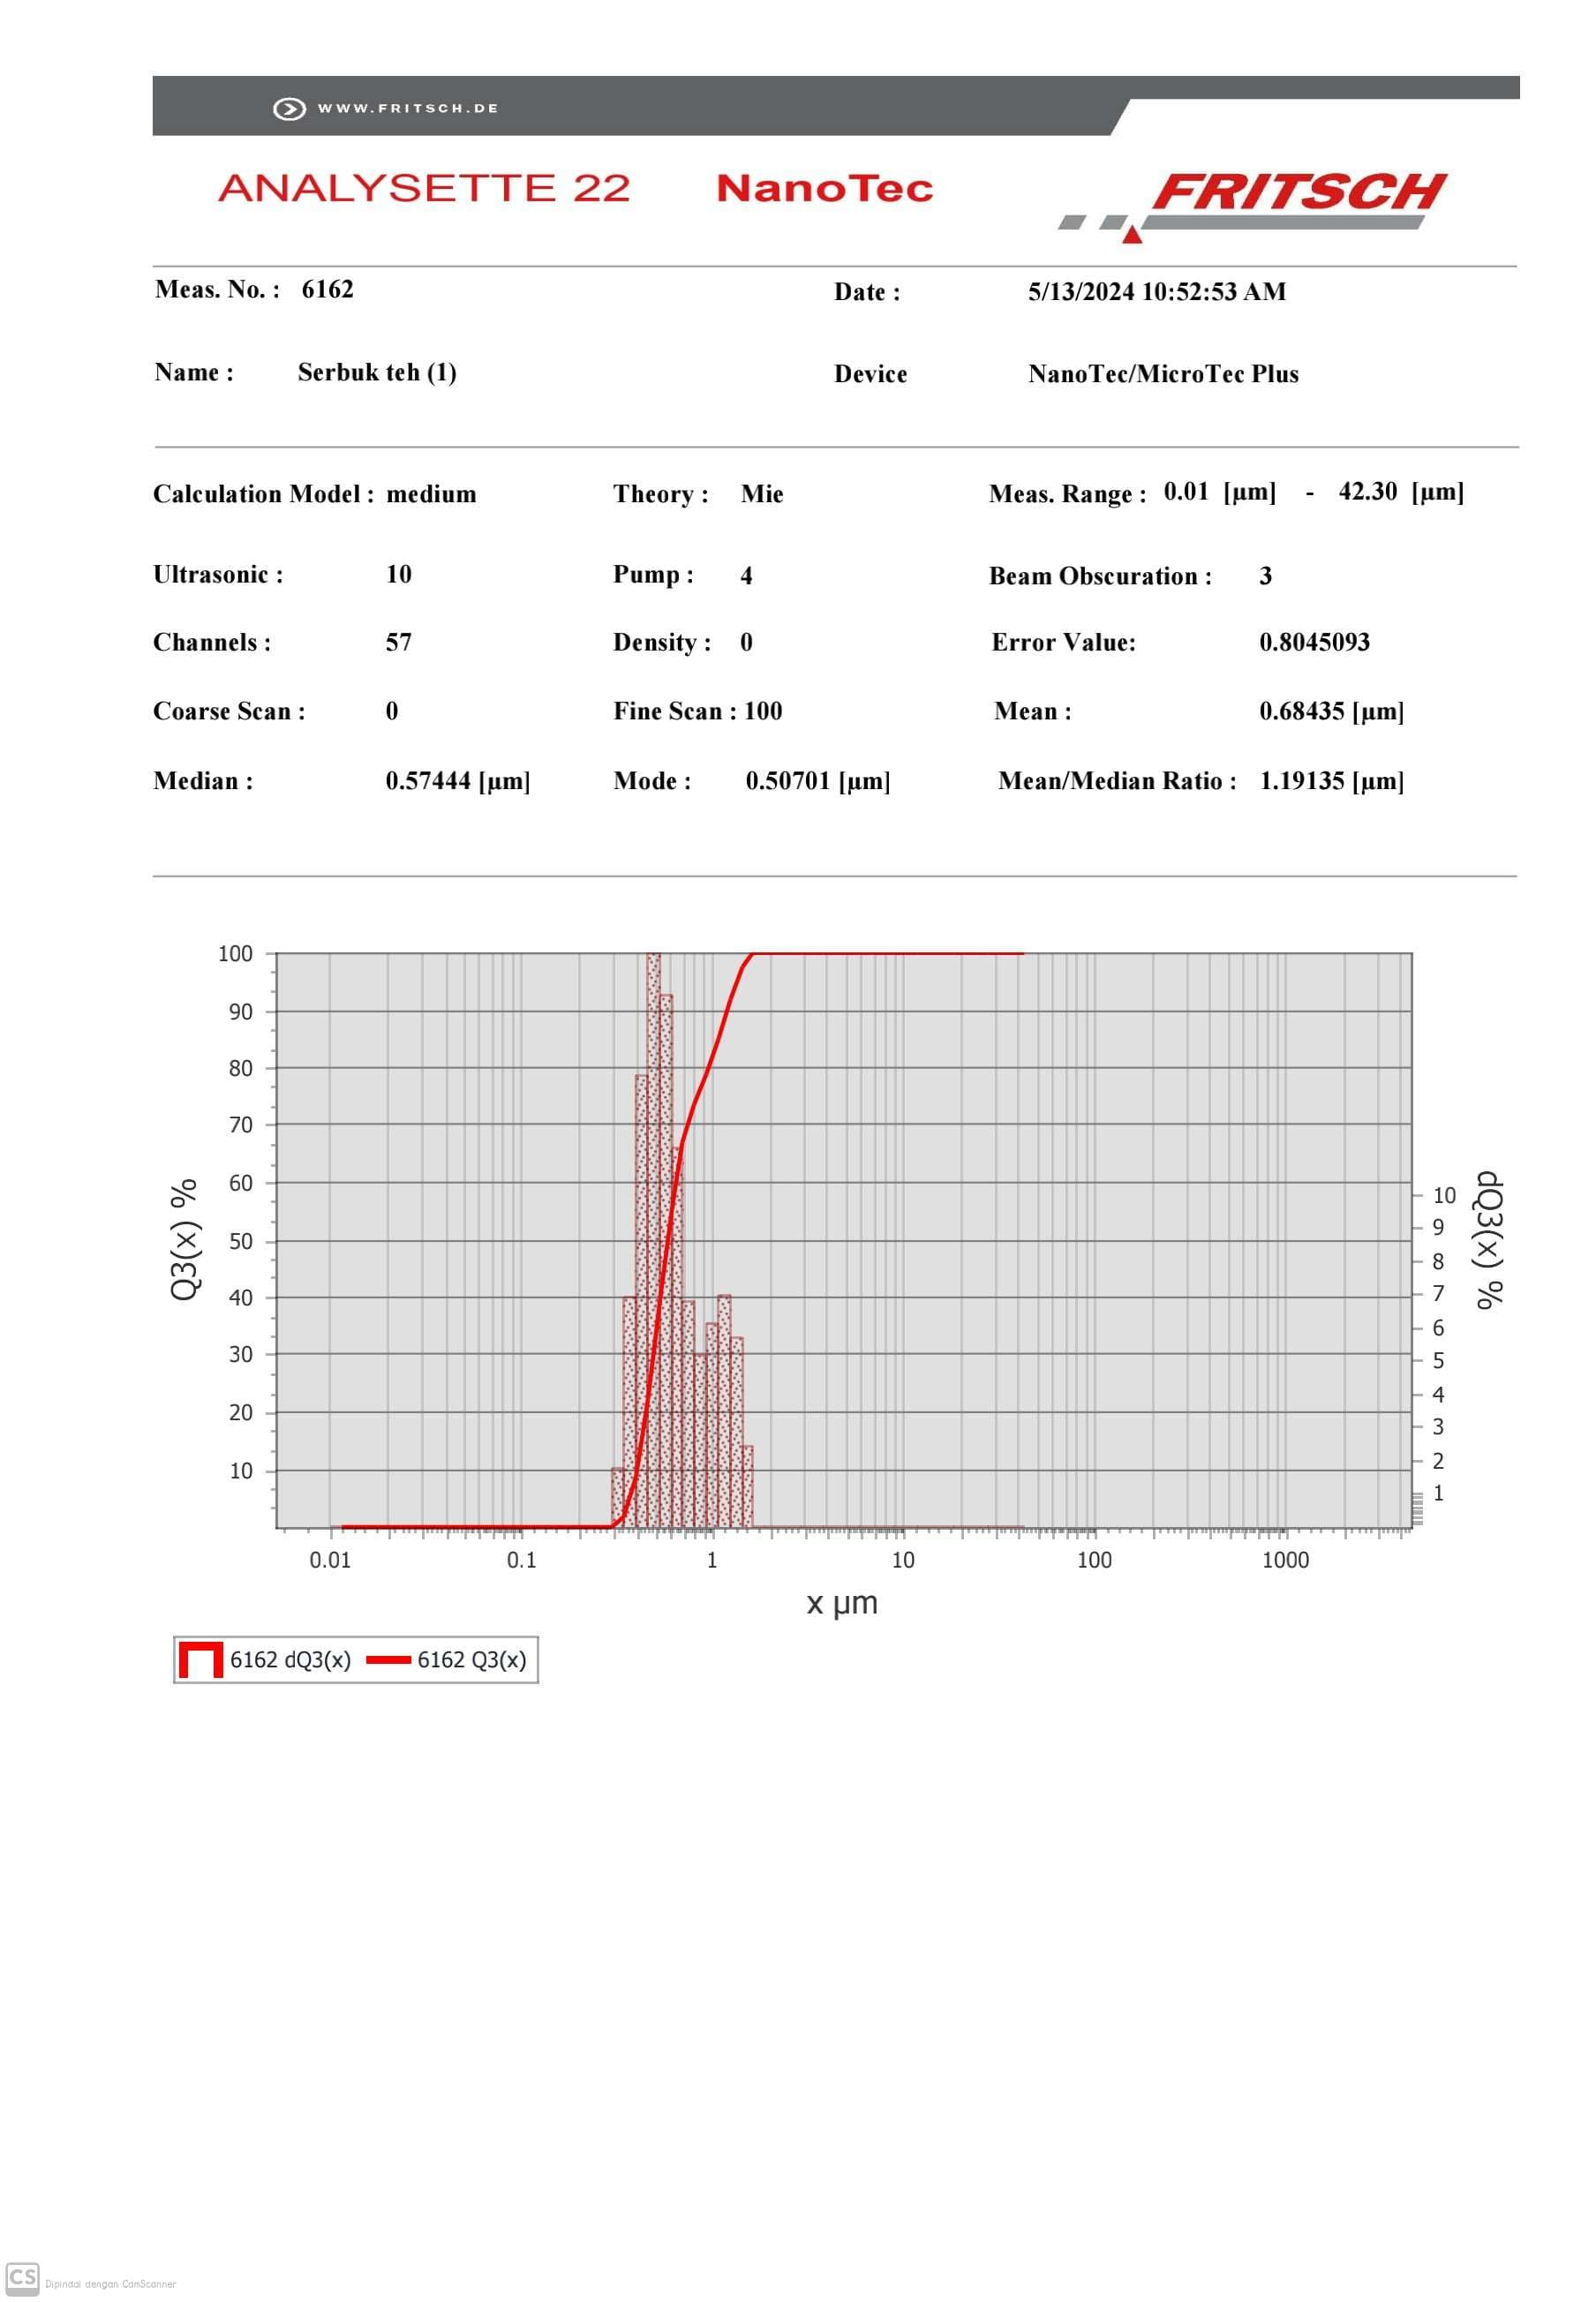 WWW.FRITSCH.DE
ANALYSETTE 22 NanoTec FRITSCH
Meas. No. : 6162 Date : 5/13/2024 10:52:53 AM
Name : Serbuk teh (1) Device NanoTec/MicroTec Plus
Calculation Model : medium Theory : Mie Meas. Range : 0.01 [µm] - 42.30 [µm]
Ultrasonic : 10 Pump : 4 Beam Obscuration : 3
Channels : 57 Density : 0 Error Value: 0.8045093
Coarse Scan : 0 Fine Scan : 100 Mean : 0.68435 [µm]
Median : 0.57444 [µm] Mode : 0.50701 [µm] Mean/Median Ratio : 1.19135 [µm]
Q3(x) %
100
90
80
70
60
50
40
30
20
10
dQ3(x) %
10
9
8
7
6
5
4
3
2
1
0.01 0.1 1 10 100 1000
x µm
6162 dQ3(x) 6162 Q3(x)
CS Dipindai dengan CamScanner